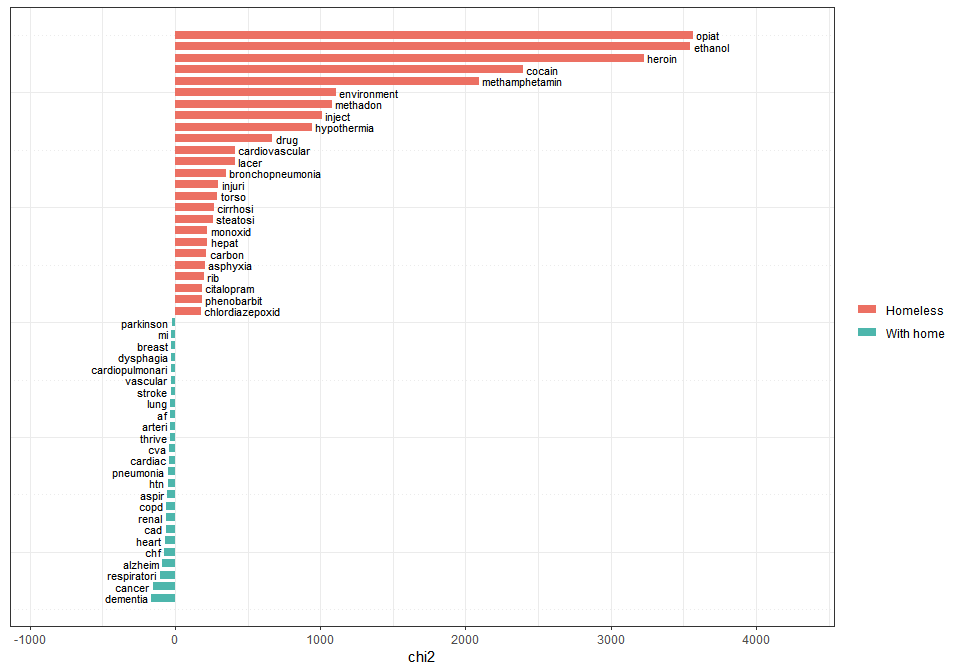 opiat
ethanol
heroin
cocain
methamphetamin
environment
methadon
inject
hypothermia
drug
cardiovascular
lacer
bronchopneumonia
injuri
torso
cirrhosi
steatosi
monoxid
hepat
carbon
asphyxia
rib
citalopram
phenobarbit
chlordiazepoxid
parkinson
mi
breast
dysphagia
cardiopulmonari
vascular
stroke
lung
af
arteri
thrive
cva
cardiac
pneumonia
htn
aspir
copd
renal
cad
heart
chf
alzheim
respiratori
cancer
dementia
Homeless
With home
-1000 0 1000 2000 3000 4000
chi2